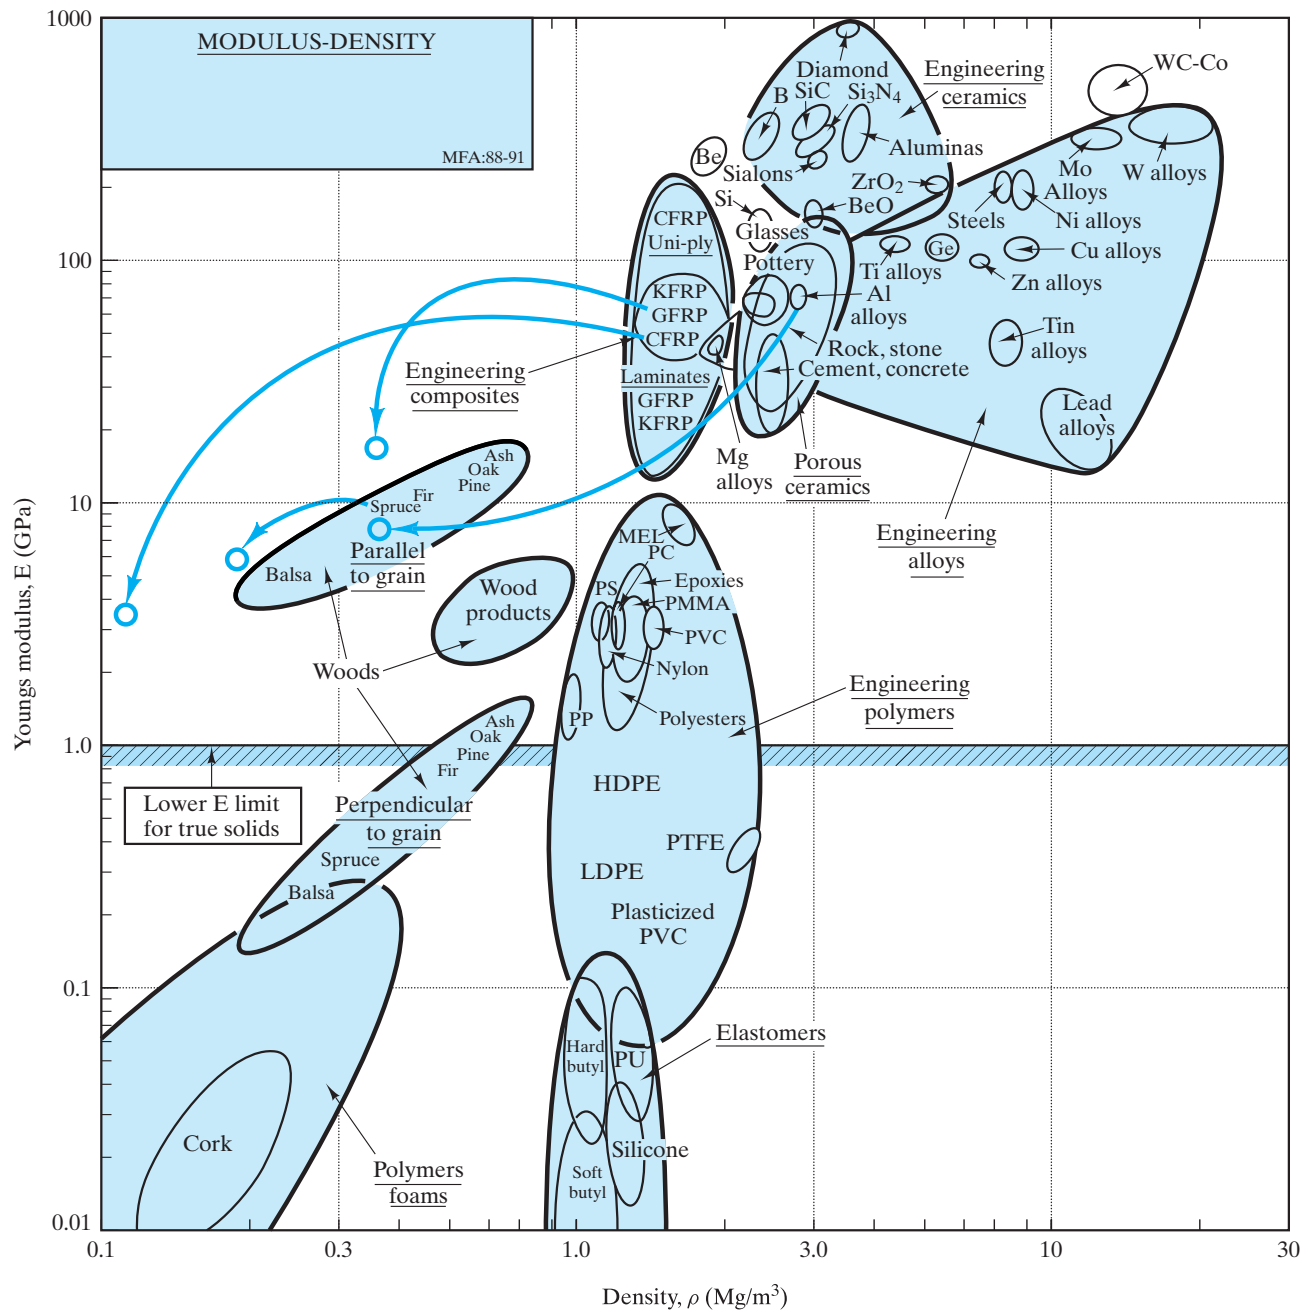 1000
MODULUS-DENSITY
MFA:88-91
WC-Co
Diamond
Engineering
ceramics
B
SiC
Si₃N₄
Aluminas
Be
Sialons
ZrO₂
BeO
Mo
Alloys
W alloys
Si
Glasses
Steels
Ni alloys
CFRP
Uni-ply
Pottery
Ti alloys
Ge
Cu alloys
Zn alloys
100
KFRP
GFRP
CFRP
Al
alloys
Tin
alloys
Rock, stone
Cement, concrete
Engineering
composites
Laminates
GFRP
KFRP
Lead
alloys
Mg
alloys
Porous
ceramics
Engineering
alloys
Ash
Oak
Pine
Fir
Spruce
Balsa
Parallel
to grain
10
MEL
PC
Epoxies
PS
PMMA
PVC
Nylon
Polyesters
PP
Wood
products
Woods
Engineering
polymers
Youngs modulus, E (GPa)
1.0
Ash
Oak
Pine
Fir
Lower E limit
for true solids
Perpendicular
to grain
Spruce
Balsa
HDPE
PTFE
LDPE
Plasticized
PVC
0.1
Elastomers
Hard
butyl
PU
Cork
Silicone
Soft
butyl
Polymers
foams
0.01
0.1
0.3
1.0
3.0
10
30
Density, ρ (Mg/m³)